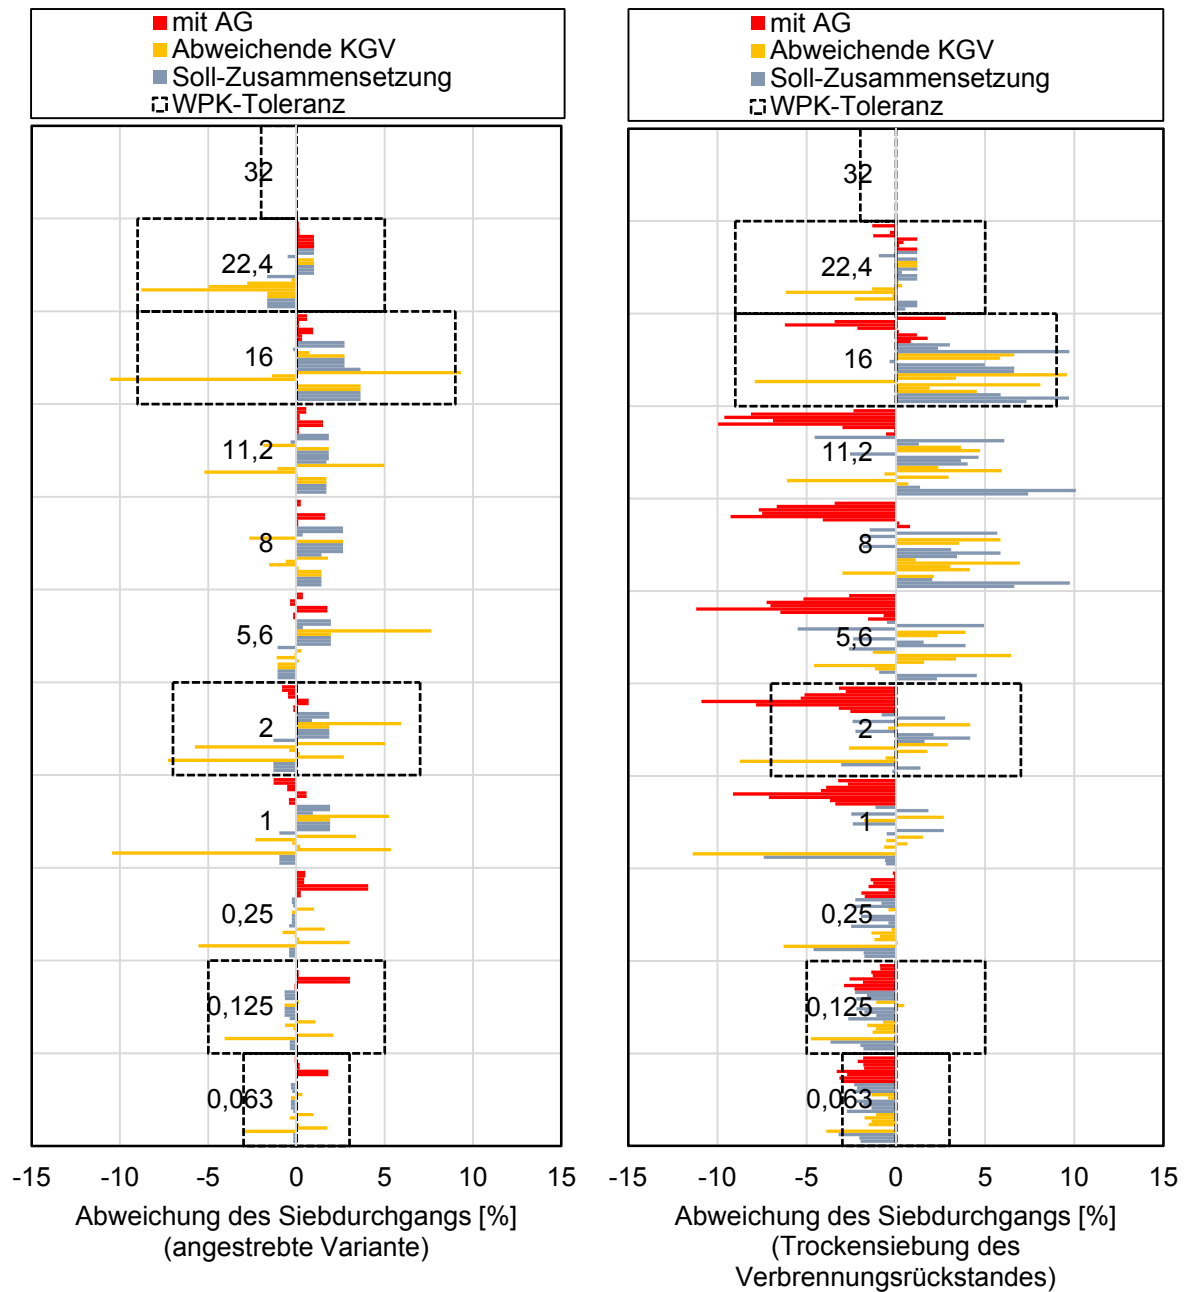 mit AG
Abweichende KGV
Soll-Zusammensetzung
WPK-Toleranz
32
22,4
16
11,2
8
5,6
2
1
0,25
0,125
0,063
-15 -10 -5 0 5 10 15
Abweichung des Siebdurchgangs [%]
(angestrebte Variante)
mit AG
Abweichende KGV
Soll-Zusammensetzung
WPK-Toleranz
32
22,4
16
11,2
8
5,6
2
1
0,25
0,125
0,063
-15 -10 -5 0 5 10 15
Abweichung des Siebdurchgangs [%]
(Trockensiebung des
Verbrennungsrückstandes)